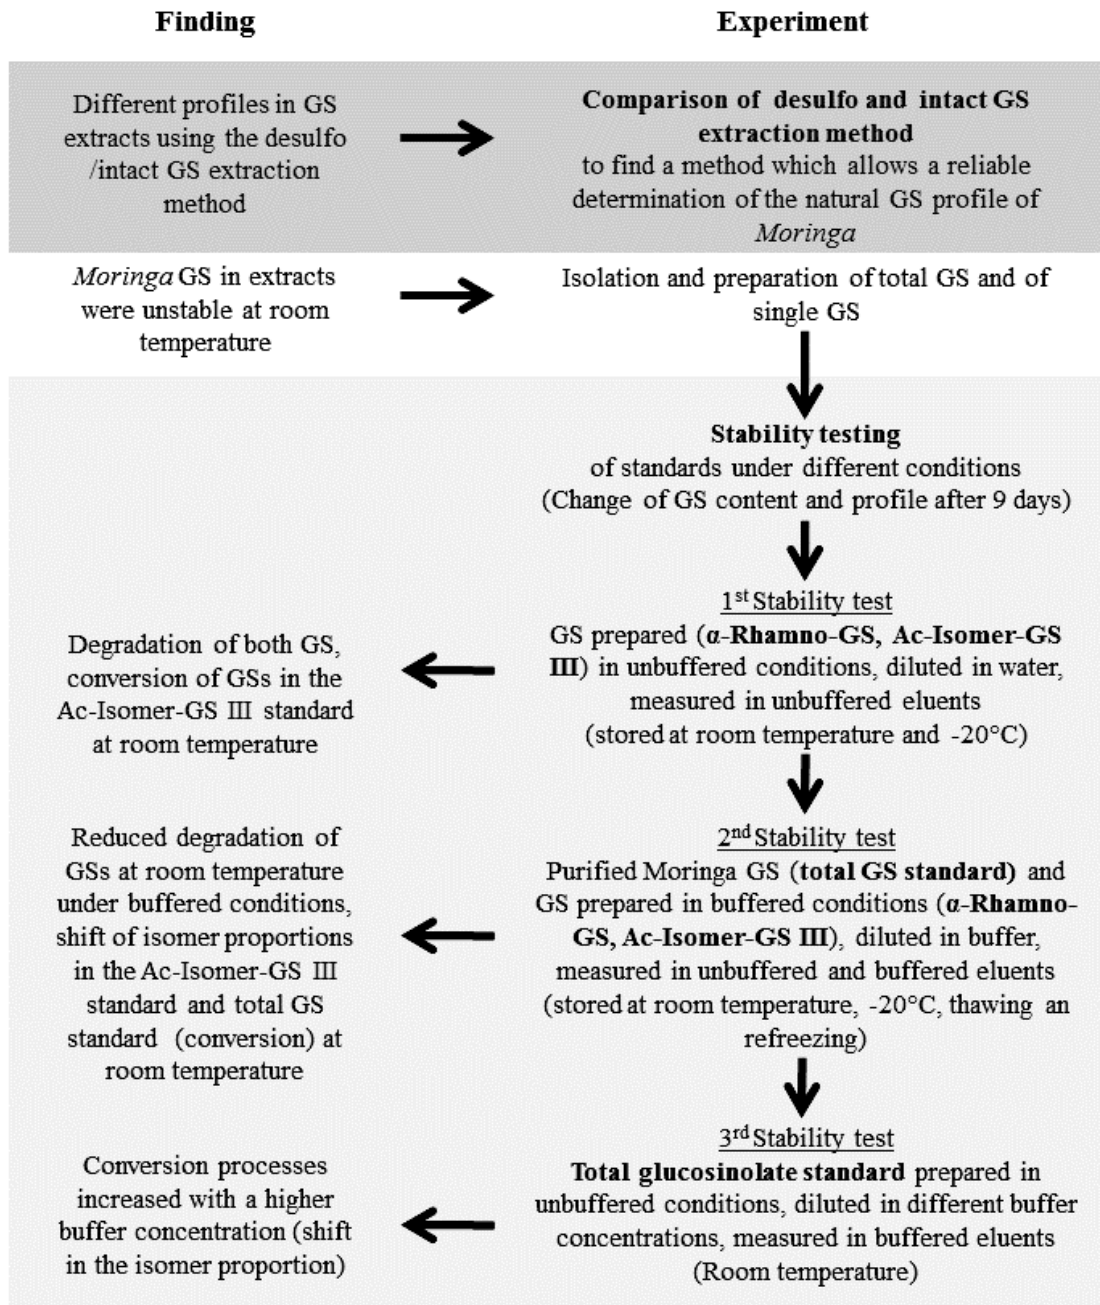 Finding
Experiment
Different profiles in GS
extracts using the desulfo
/intact GS extraction
method
Comparison of desulfo and intact GS
extraction method
to find a method which allows a reliable
determination of the natural GS profile of
Moringa
Moringa GS in extracts
were unstable at room
temperature
Isolation and preparation of total GS and of
single GS
Stability testing
of standards under different conditions
(Change of GS content and profile after 9 days)
1st Stability test
GS prepared (α-Rhamno-GS, Ac-Isomer-GS
III) in unbuffered conditions, diluted in water,
measured in unbuffered eluents
(stored at room temperature and -20°C)
Degradation of both GS,
conversion of GSs in the
Ac-Isomer-GS III standard
at room temperature
2nd Stability test
Purified Moringa GS (total GS standard) and
GS prepared in buffered conditions (α-Rhamno-
GS, Ac-Isomer-GS III), diluted in buffer,
measured in unbuffered and buffered eluents
(stored at room temperature, -20°C, thawing an
refreezing)
Reduced degradation of
GSs at room temperature
under buffered conditions,
shift of isomer proportions
in the Ac-Isomer-GS III
standard and total GS
standard (conversion) at
room temperature
3rd Stability test
Total glucosinolate standard prepared in
unbuffered conditions, diluted in different buffer
concentrations, measured in buffered eluents
(Room temperature)
Conversion processes
increased with a higher
buffer concentration (shift
in the isomer proportion)